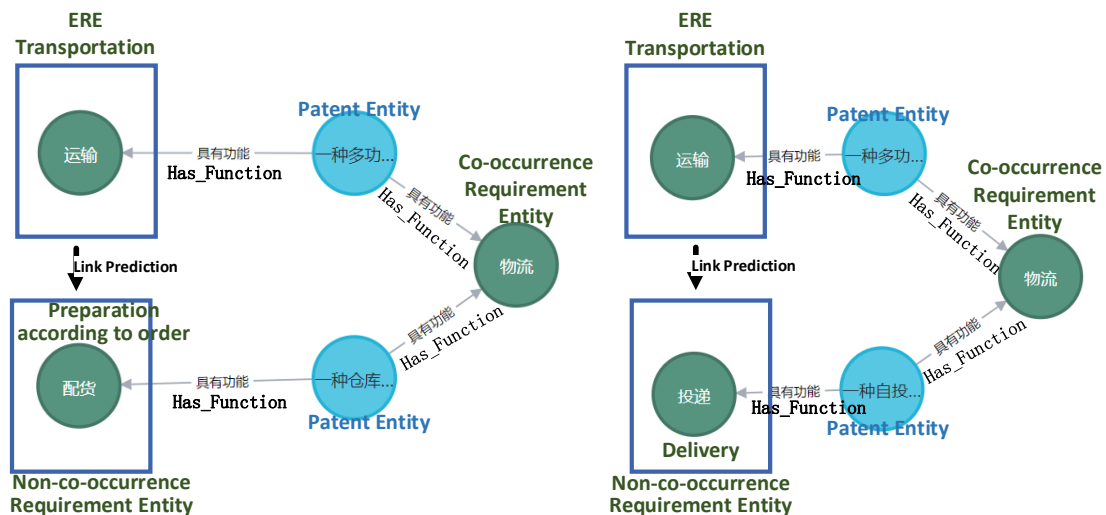 ERE
Transportation
运输
具有功能
Has_Function
Patent Entity
一种多功...
具有功能
Has_Function
Co-occurrence
Requirement
Entity
物流
Link Prediction
Preparation
according to order
配货
具有功能
Has_Function
一种仓库...
Patent Entity
具有功能
Has_Function
Non-co-occurrence
Requirement Entity
ERE
Transportation
运输
具有功能
Has_Function
Patent Entity
一种多功...
具有功能
Has_Function
Co-occurrence
Requirement
Entity
物流
Link Prediction
投递
Delivery
具有功能
Has_Function
一种自投...
Patent Entity
具有功能
Has_Function
Non-co-occurrence
Requirement Entity